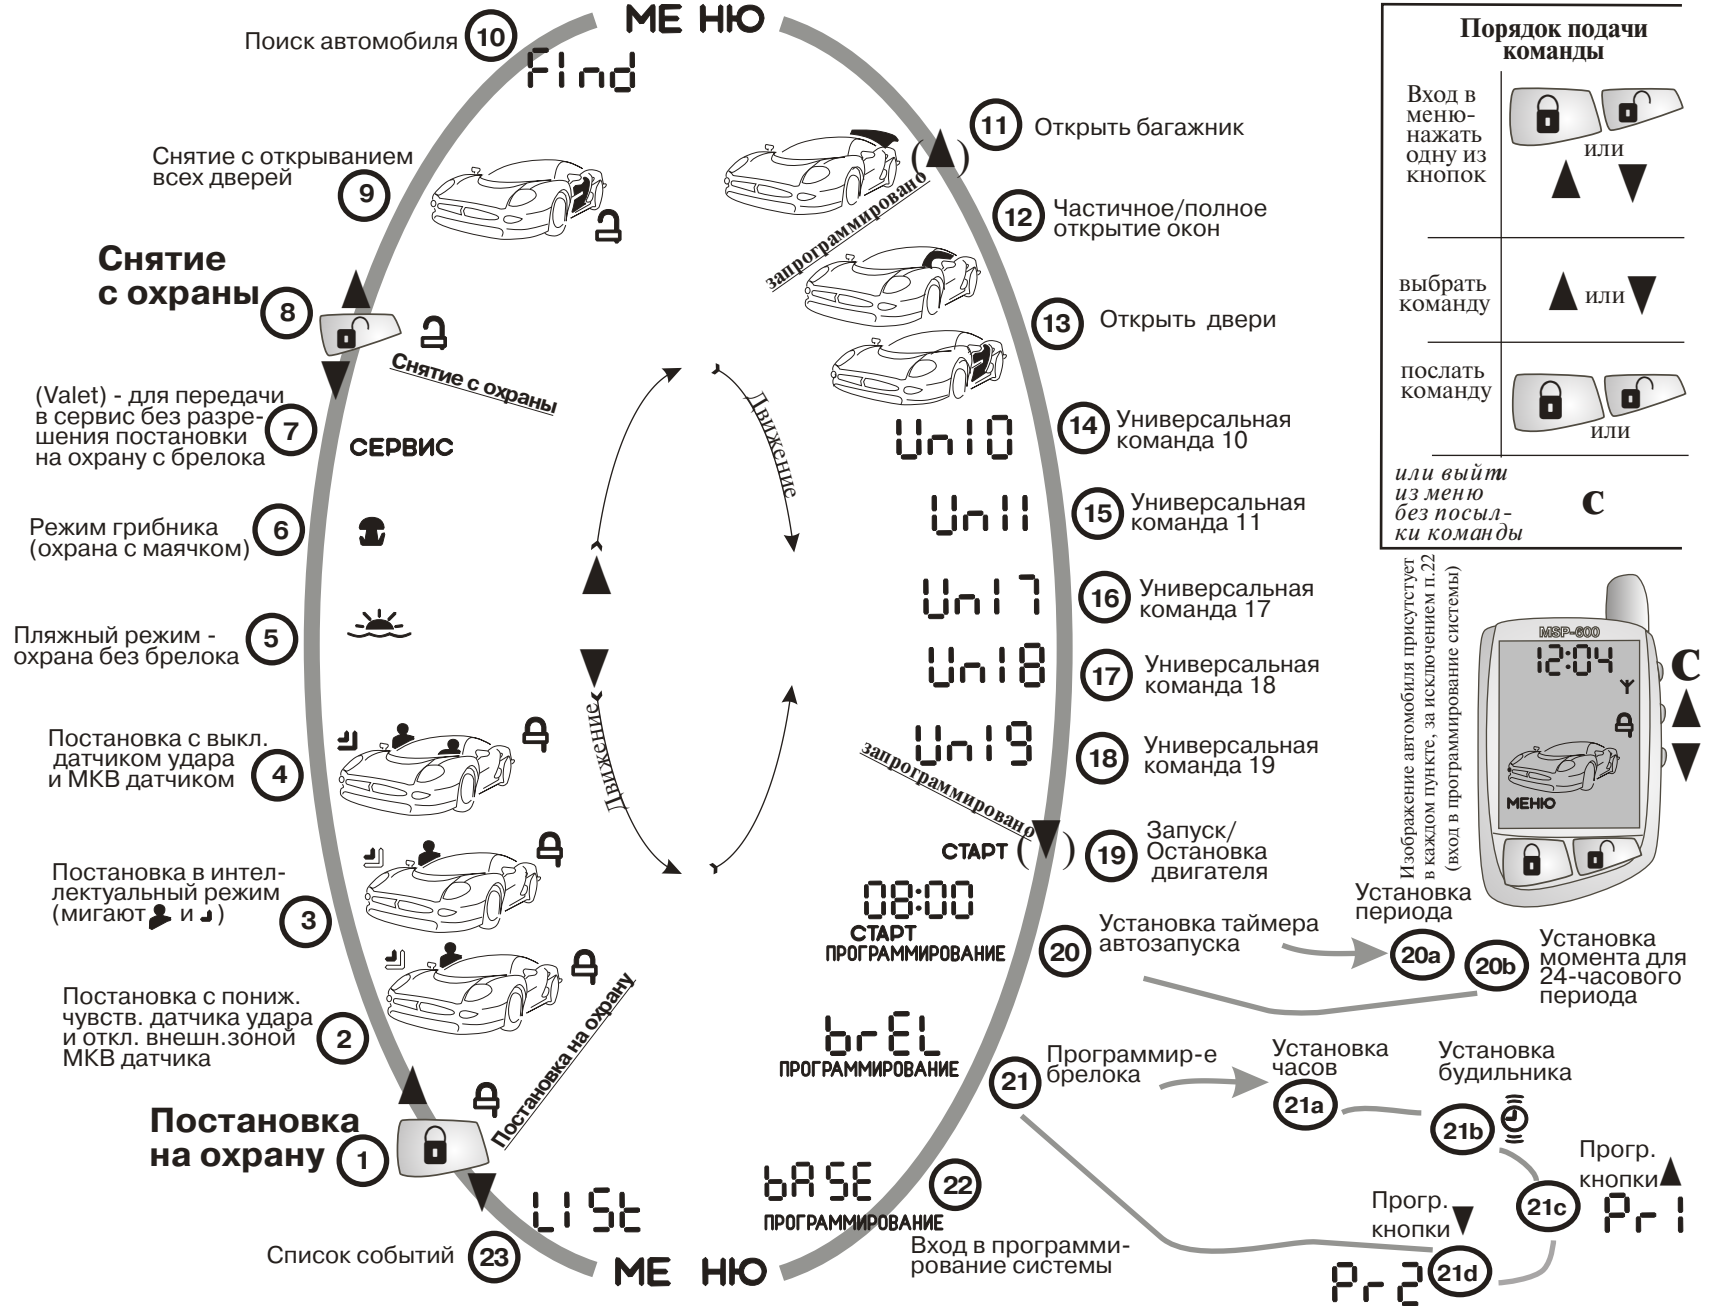 МЕ НЮ
10
Поиск автомобиля
FInd
Снятие с открыванием
всех дверей
9
Снятие
с охраны
8
Снятие с охраны
(Valet) - для передачи
в сервис без разре-
шения постановки
на охрану с брелока
7
СЕРВИС
Режим грибника
(охрана с маячком)
6
Пляжный режим -
охрана без брелока
5
Постановка с выкл.
датчиком удара
и МКВ датчиком
4
Постановка в интел-
лектуальный режим
(мигают и )
3
Постановка с пониж.
чувств. датчика удара
и откл. внешн.зоной
МКВ датчика
2
Постановка на охрану
Постановка
на охрану
1
LISt
Список событий
23
МЕ НЮ
Движение
Движение
11
Открыть багажник
( )
запрограммировано
12
Частичное/полное
открытие окон
13
Открыть двери
Un10
14
Универсальная
команда 10
Un11
15
Универсальная
команда 11
Un17
16
Универсальная
команда 17
Un18
17
Универсальная
команда 18
Un19
18
Универсальная
команда 19
запрограммировано
СТАРТ ( )
19
Запуск/
Остановка
двигателя
08:00
СТАРТ
ПРОГРАММИРОВАНИЕ
20
Установка таймера
автозапуска
Установка
периода
20a
20b
Установка
момента для
24-часового
периода
brEL
ПРОГРАММИРОВАНИЕ
21
Программир-е
брелока
Установка
часов
21a
Установка
будильника
21b
Прогр.
кнопки
21c
Pr1
Прогр.
кнопки
Pr2
21d
bASE
ПРОГРАММИРОВАНИЕ
22
Вход в программи-
рование системы
Порядок подачи
команды
Вход в
меню-
нажать
одну из
кнопок
или
выбрать
команду
или
послать
команду
или
или выйти
из меню
без посыл-
ки команды
С
Изображение автомобиля присутстует
в каждом пункте, за исключением п.22
(вход в программирование системы)
MSP-600
12:04
МЕНЮ
С